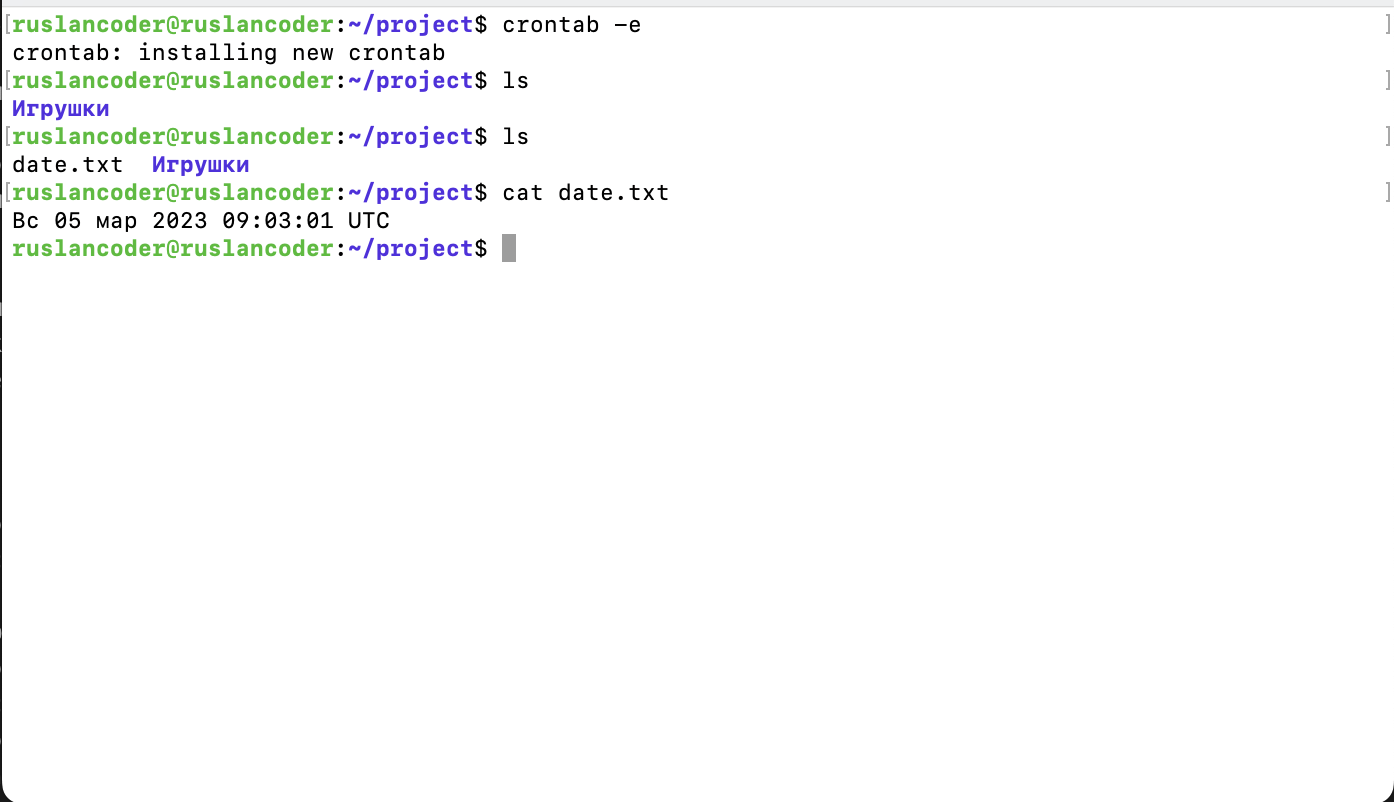 [ruslancoder@ruslancoder:~/project$ crontab -e ]
crontab: installing new crontab
[ruslancoder@ruslancoder:~/project$ ls ]
Игрушки
[ruslancoder@ruslancoder:~/project$ ls ]
date.txt  Игрушки
[ruslancoder@ruslancoder:~/project$ cat date.txt ]
Вс 05 мар 2023 09:03:01 UTC
ruslancoder@ruslancoder:~/project$